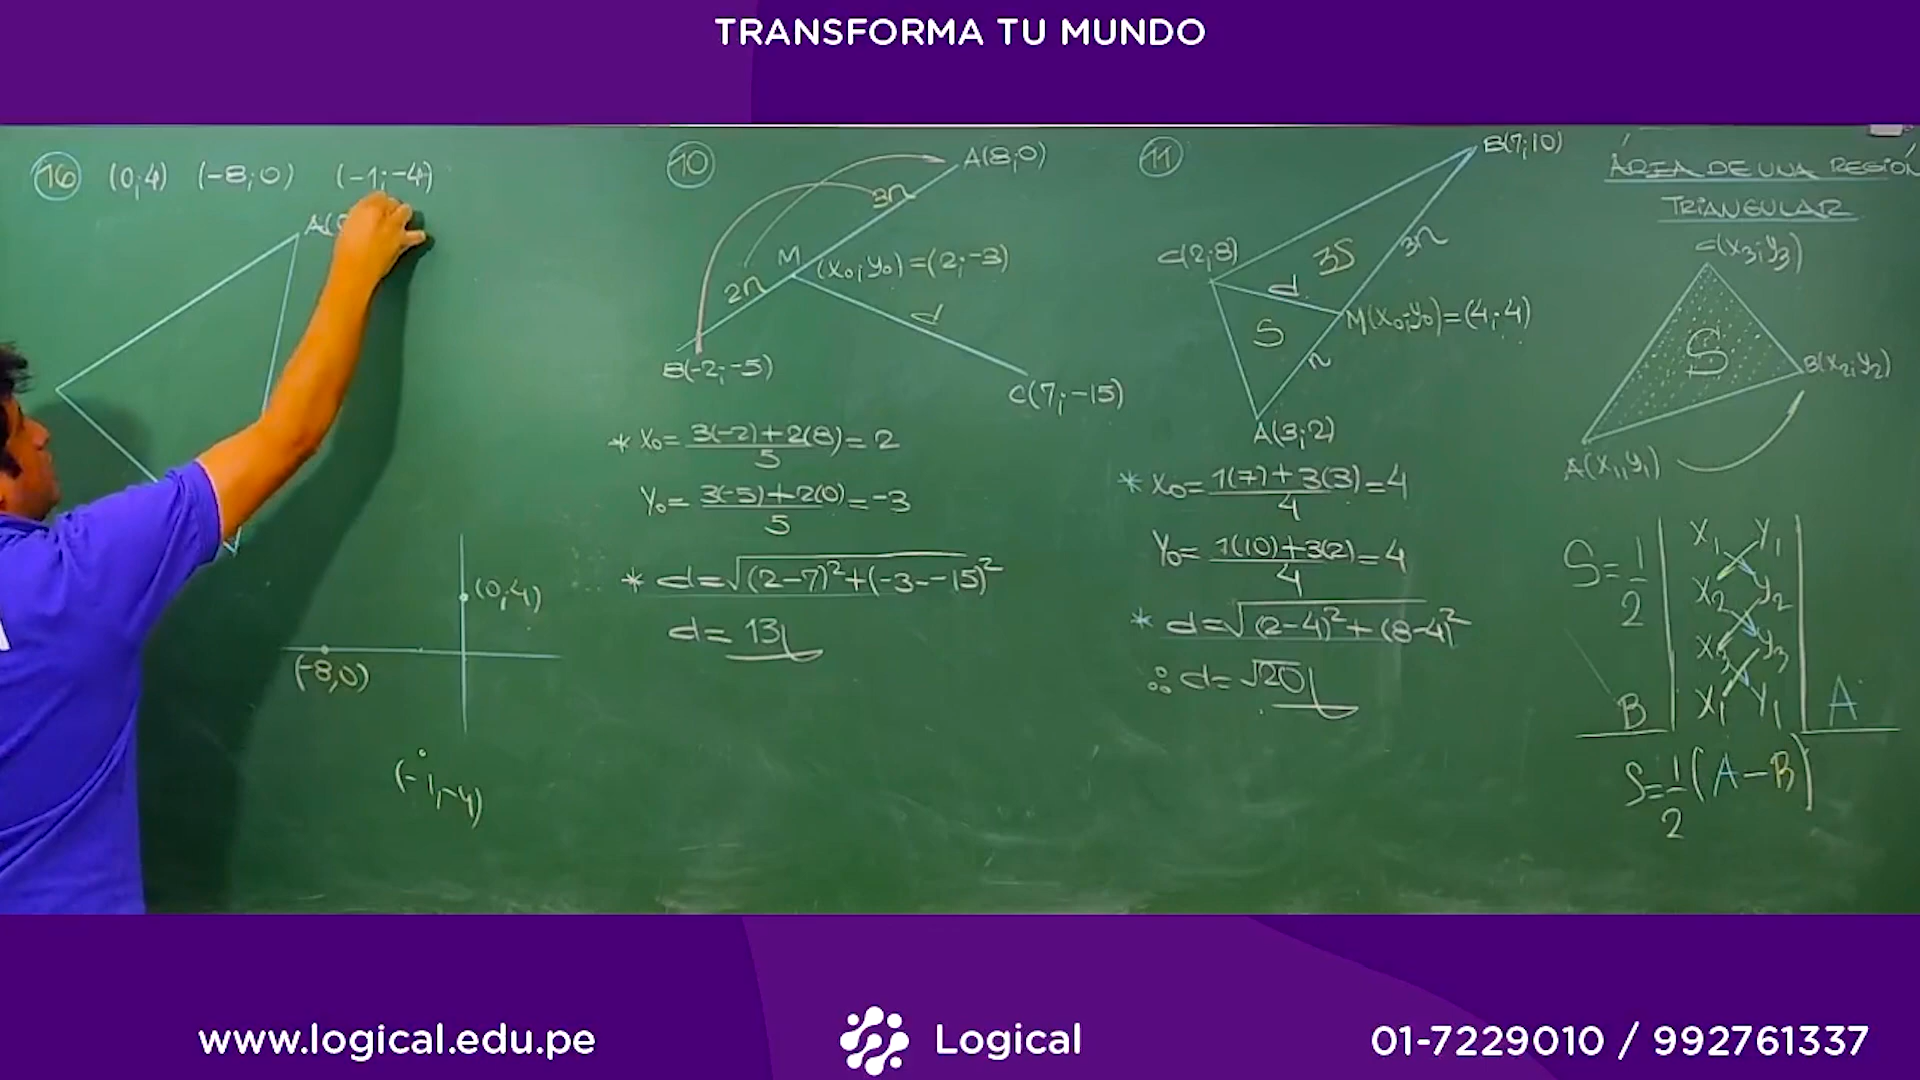 TRANSFORMA TU MUNDO
16 (0;4) (-8;0) (-1;-4)
A(
(0,4)
(-8,0)
(-1,-4)
10
A(8;0)
3n
M (x₀;y₀)=(2;-3)
2n
d
B(-2;-5)
C(7;-15)
* x₀= 3(-2)+2(8)/5 = 2
y₀= 3(-5)+2(0)/5 = -3
* d=√(2-7)²+(-3--15)²
d= 13
11
B(7;10)
C(2;8)
3S
3n
d
M(x₀;y₀)=(4;4)
S
n
A(3;2)
* x₀= 1(7)+3(3)/4 = 4
y₀= 1(10)+3(2)/4 = 4
* d=√(2-4)²+(8-4)²
∴ d= √20
ÁREA DE UNA REGIÓN
TRIANGULAR
C(x₃;y₃)
S
B(x₂;y₂)
A(x₁,y₁)
S= 1/2
x₁ y₁
x₂ y₂
x₃ y₃
x₁ y₁
B A
S= 1/2 (A-B)
www.logical.edu.pe
Logical
01-7229010 / 992761337